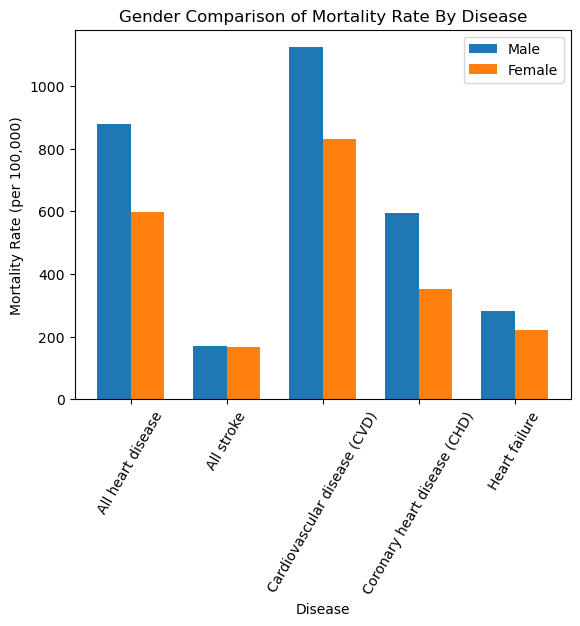 Gender Comparison of Mortality Rate By Disease
Male
Female
Mortality Rate (per 100,000)
1000
800
600
400
200
0
All heart disease
All stroke
Cardiovascular disease (CVD)
Coronary heart disease (CHD)
Heart failure
Disease